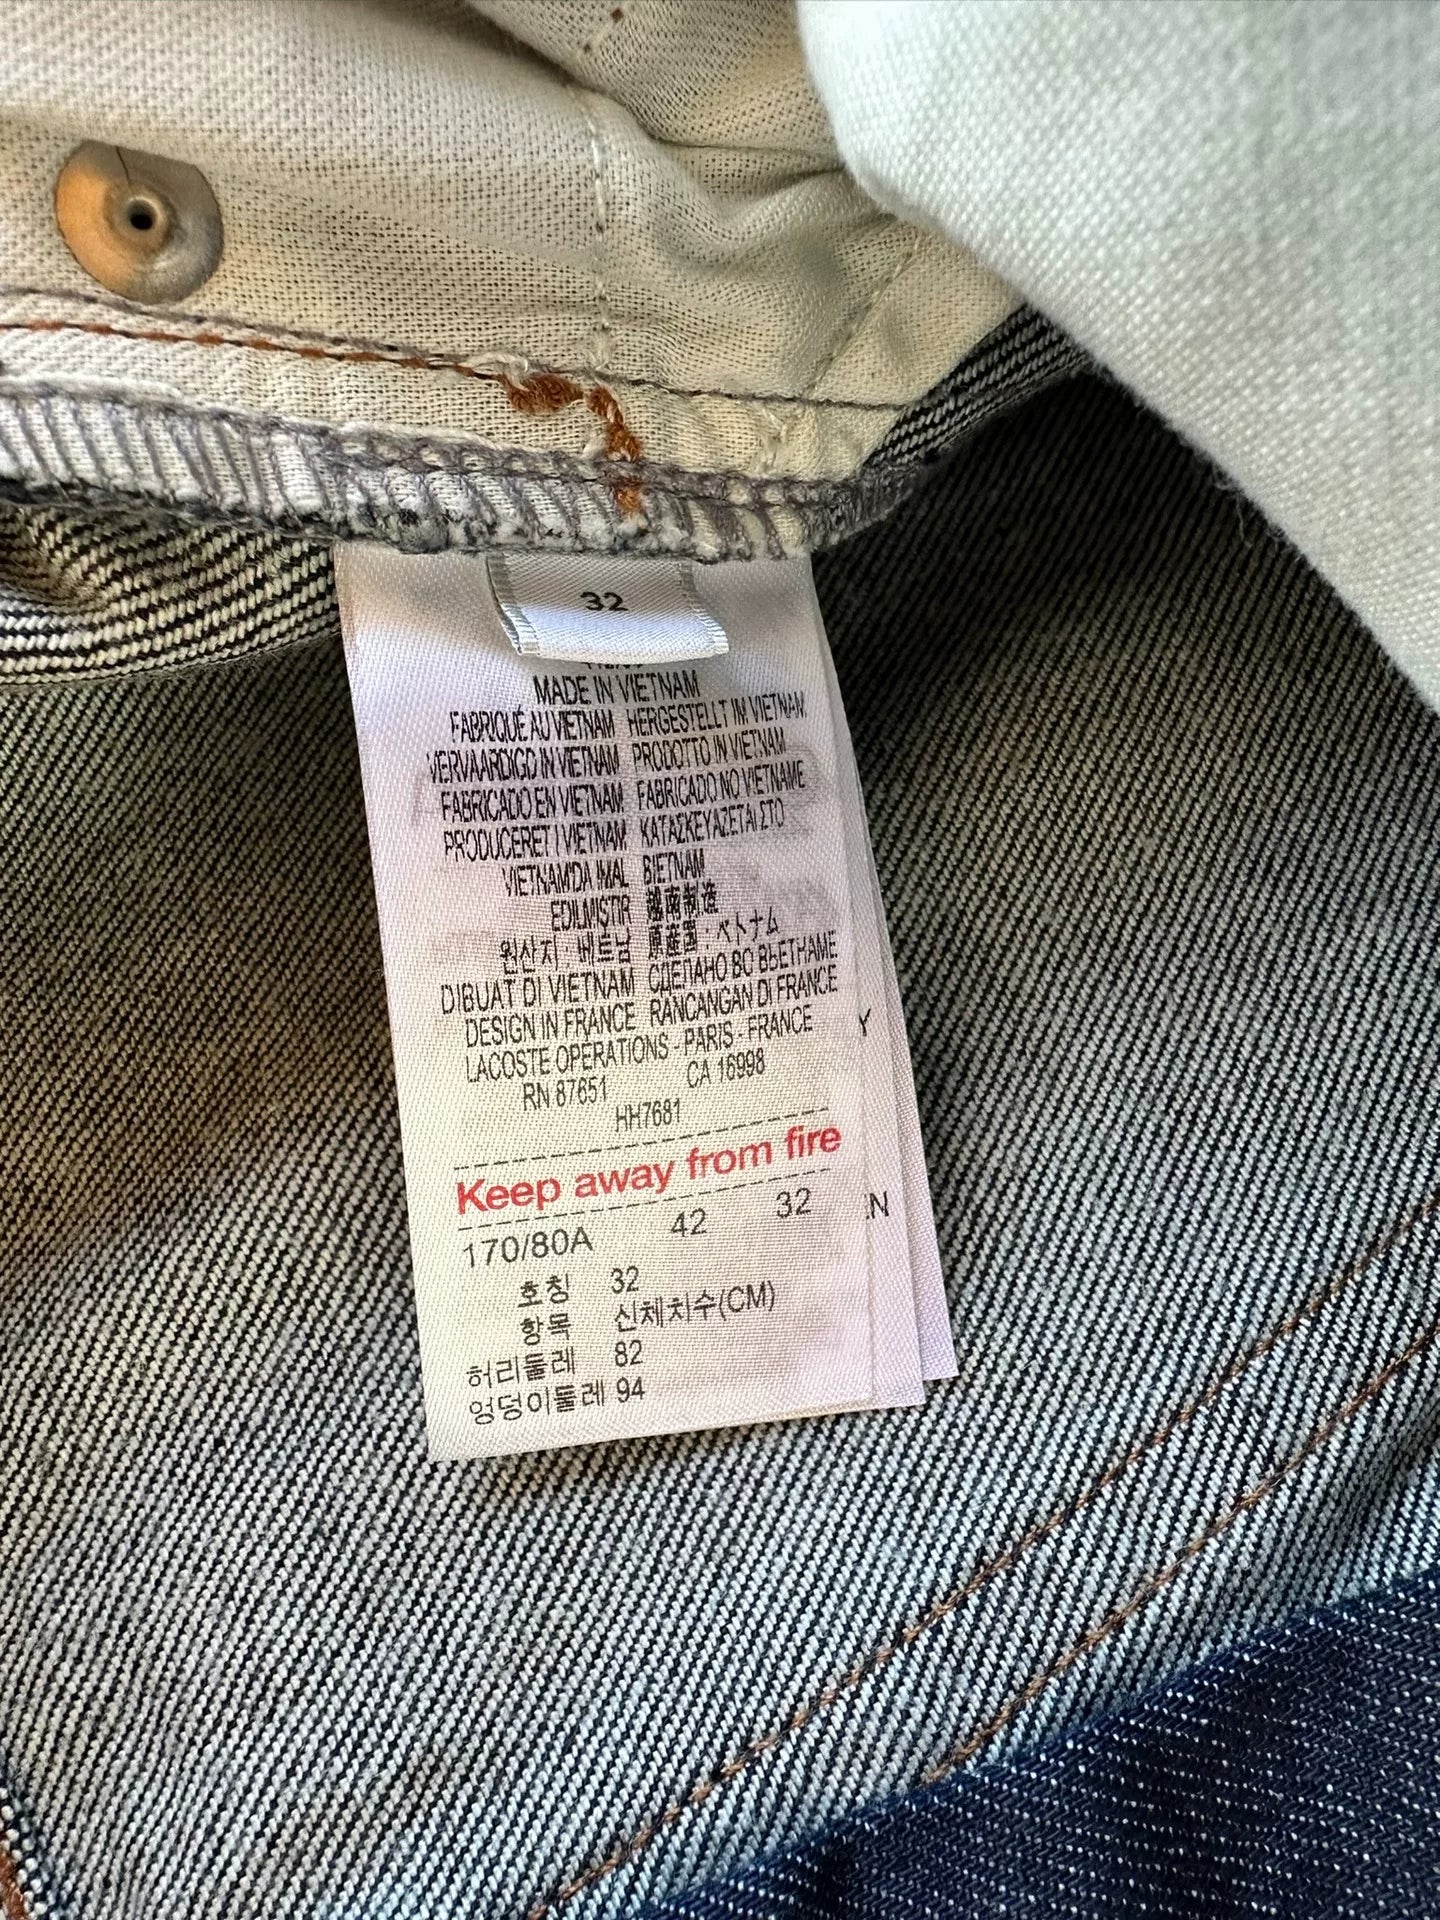 32
MADE IN VIETNAM
FABRIQUÉ AU VIETNAM HERGESTELLT IM VIETNAM
VERVAARDIGD IN VIETNAM PRODOTTO IN VIETNAM
FABRICADO EN VIETNAM FABRICADO NO VIETNAME
PRODUCERET I VIETNAM ΚΑΤΑΣΚΕΥΑΖΕΤΑΙ ΣΤΟ
VIETNAM'DA IMAL ΒΙΕΤΝΑΜ
EDILMISTIR 越南制造
원산지 : 베트남 原産国 : ベトナム
DIBUAT DI VIETNAM СДЕЛАНО ВО ВЬЕТНАМЕ
DESIGN IN FRANCE RANCANGAN DI FRANCE
LACOSTE OPERATIONS - PARIS - FRANCE
RN 87651 CA 16998
HH7681
Keep away from fire
170/80A 42 32
호칭 32
항목 신체치수(CM)
허리둘레 82
엉덩이둘레 94